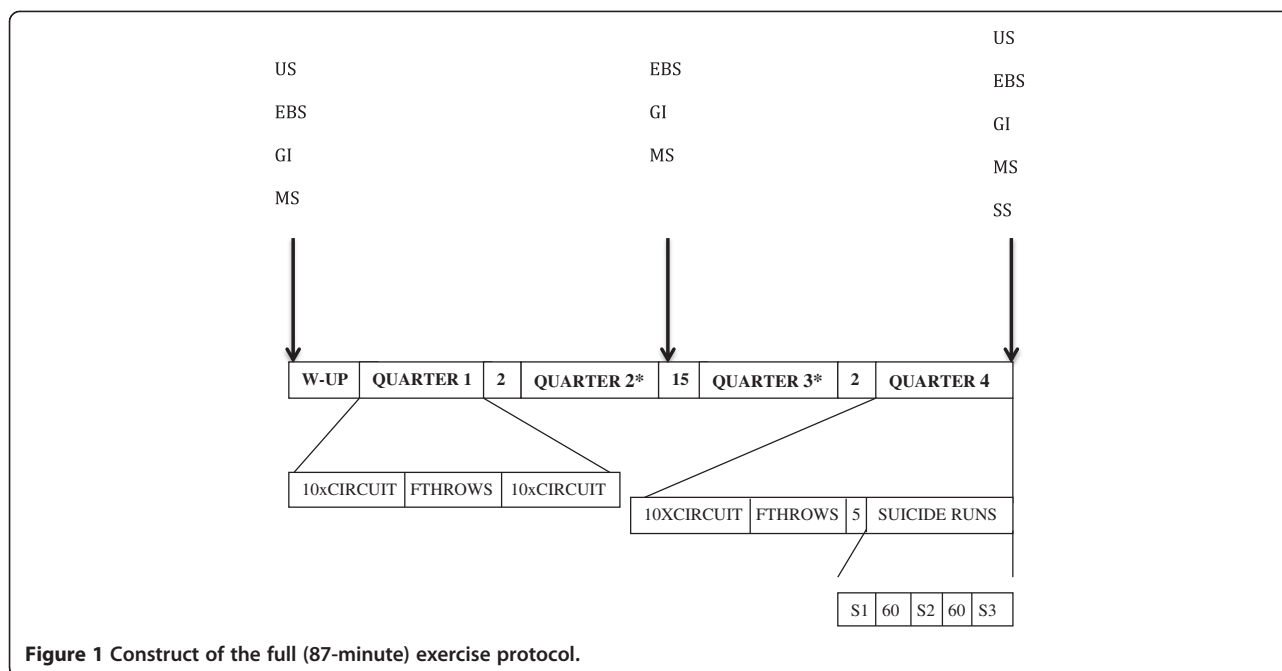 US
EBS
GI
MS
EBS
GI
MS
US
EBS
GI
MS
SS
W-UP QUARTER 1 2 QUARTER 2* 15 QUARTER 3* 2 QUARTER 4
10xCIRCUIT FTHROWS 10xCIRCUIT
10XCIRCUIT FTHROWS 5 SUICIDE RUNS
S1 60 S2 60 S3
Figure 1 Construct of the full (87-minute) exercise protocol.